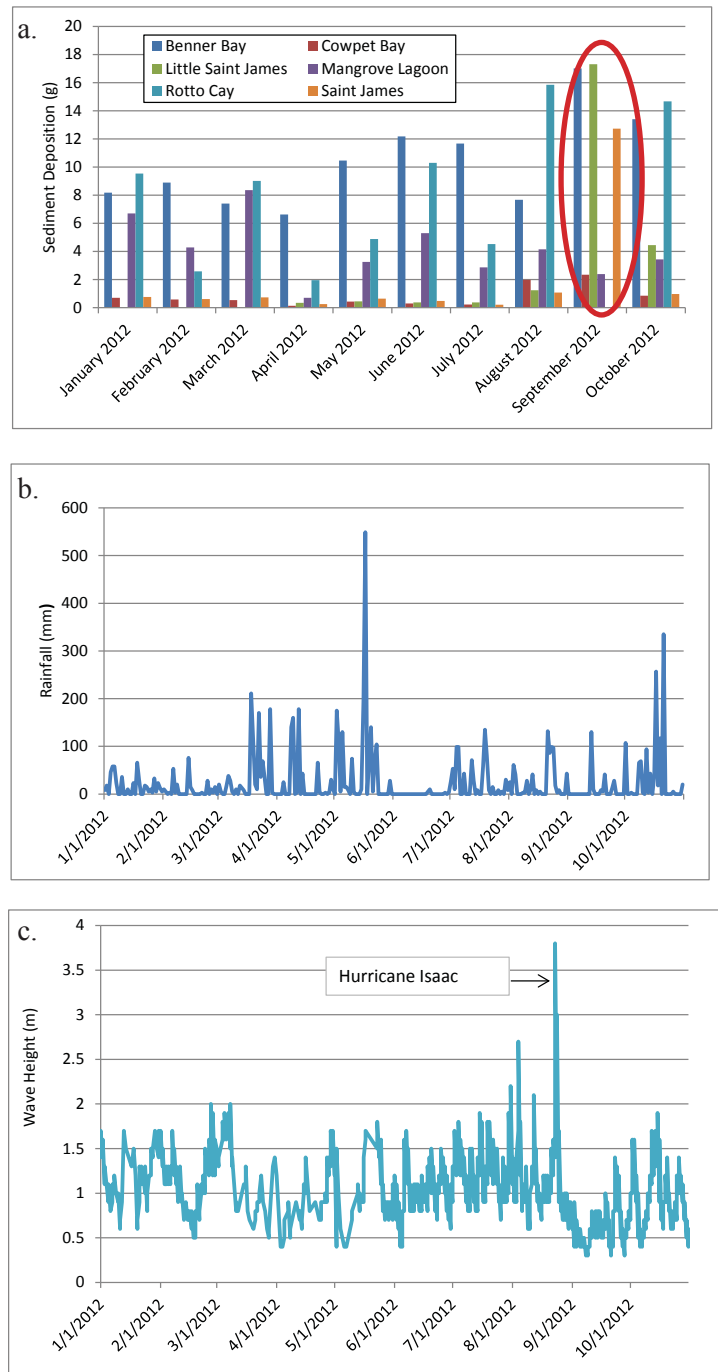 a.
Benner Bay
Cowpet Bay
Little Saint James
Mangrove Lagoon
Rotto Cay
Saint James
Sediment Deposition (g)
20
18
16
14
12
10
8
6
4
2
0
January 2012
February 2012
March 2012
April 2012
May 2012
June 2012
July 2012
August 2012
September 2012
October 2012
b.
Rainfall (mm)
600
500
400
300
200
100
0
1/1/2012
2/1/2012
3/1/2012
4/1/2012
5/1/2012
6/1/2012
7/1/2012
8/1/2012
9/1/2012
10/1/2012
c.
Hurricane Isaac
Wave Height (m)
4
3.5
3
2.5
2
1.5
1
0.5
0
1/1/2012
2/1/2012
3/1/2012
4/1/2012
5/1/2012
6/1/2012
7/1/2012
8/1/2012
9/1/2012
10/1/2012